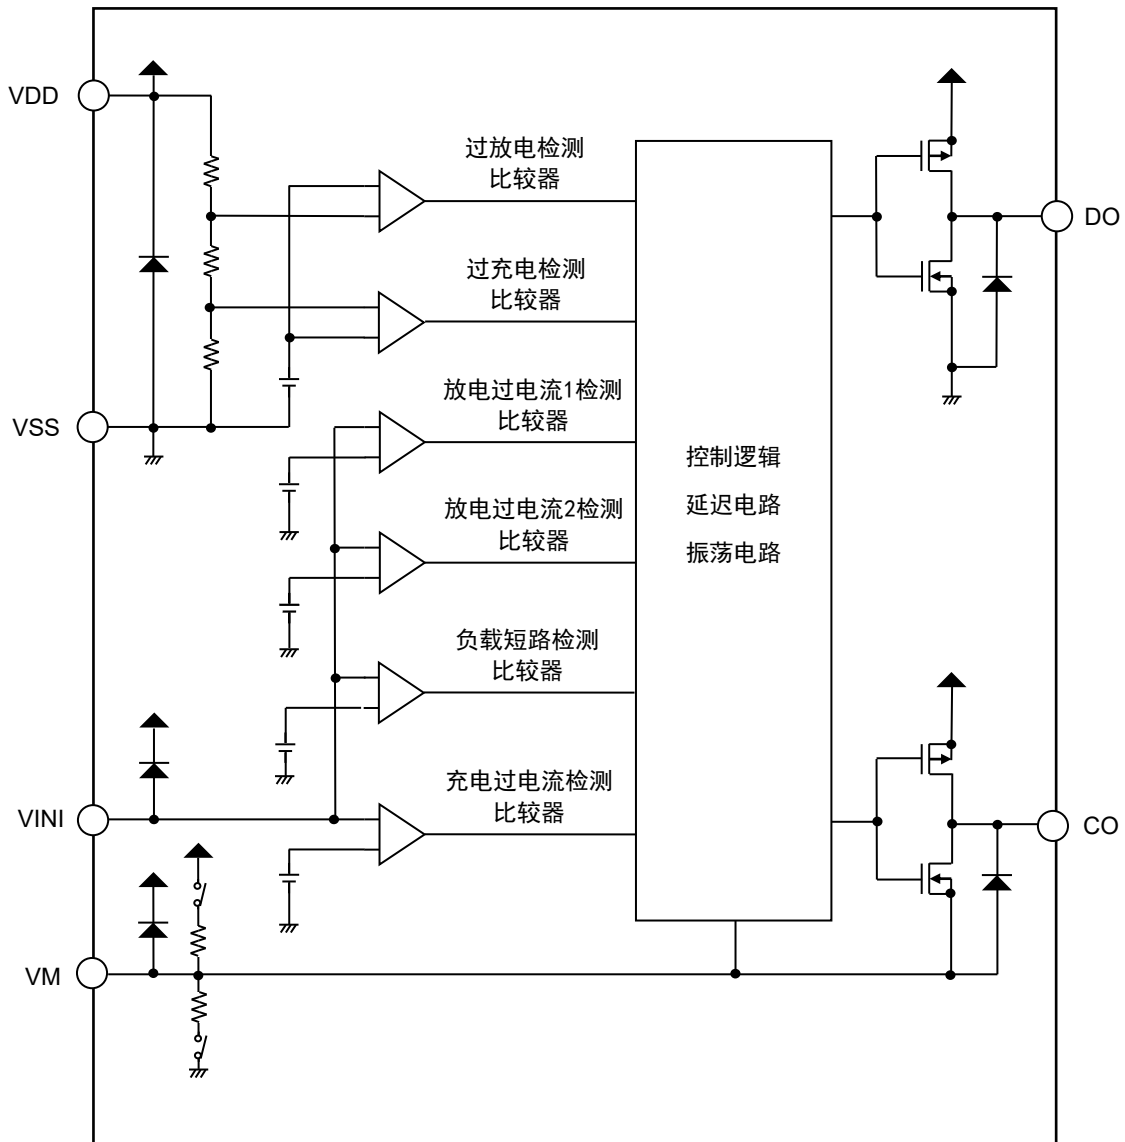 VDD
过放电检测
比较器
DO
过充电检测
比较器
VSS
放电过电流1检测
比较器
控制逻辑
延迟电路
振荡电路
放电过电流2检测
比较器
负载短路检测
比较器
VINI
充电过电流检测
比较器
CO
VM